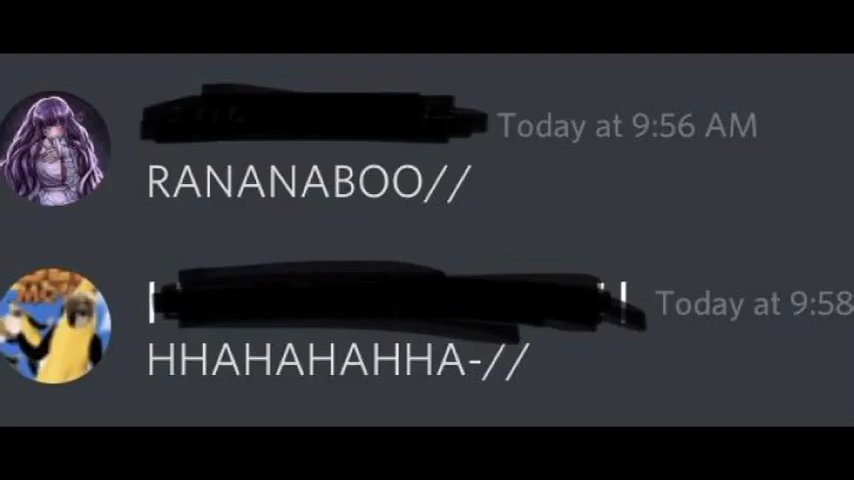 Today at 9:56 AM
RANANABOO//
Today at 9:58
HHAHAHAHHA-//